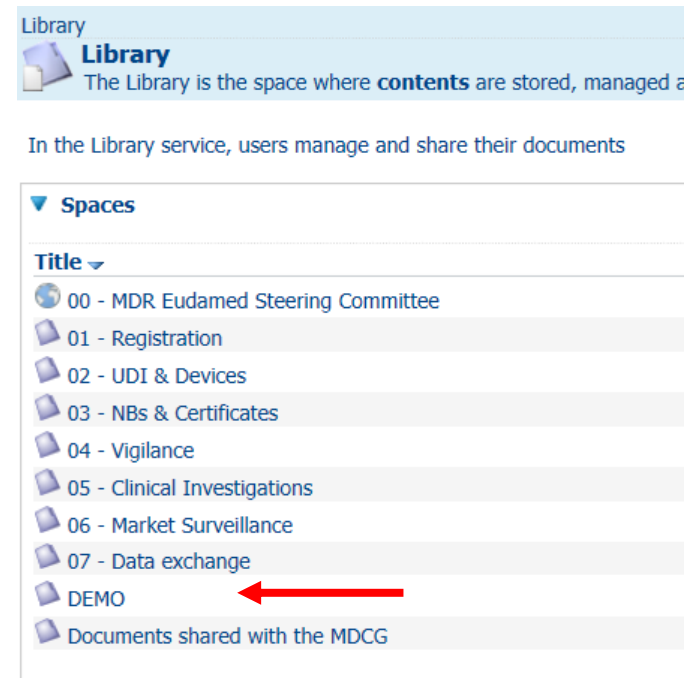 Library
Library
The Library is the space where contents are stored, managed
In the Library service, users manage and share their documents
Spaces
Title
00 - MDR Eudamed Steering Committee
01 - Registration
02 - UDI & Devices
03 - NBs & Certificates
04 - Vigilance
05 - Clinical Investigations
06 - Market Surveillance
07 - Data exchange
DEMO
Documents shared with the MDCG